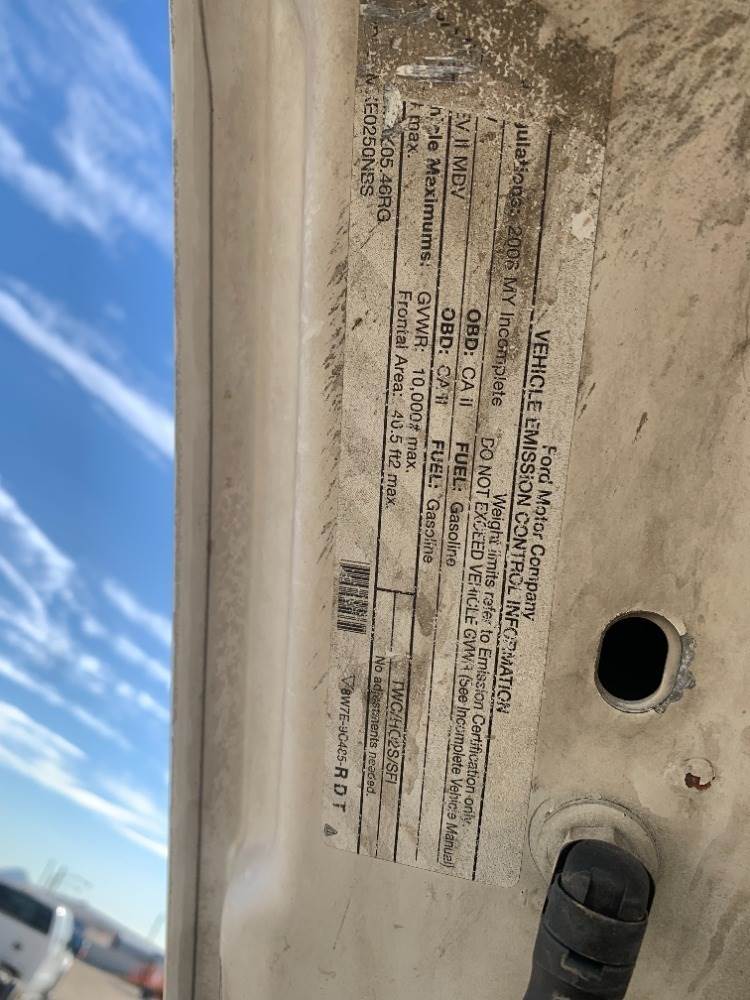 Ford Motor Company
VEHICLE EMISSION CONTROL INFORMATION
Weight limits refer to Emission Certification only.
DO NOT EXCEED VEHICLE GVWR (See Incomplete Vehicle Manual)
MY Incomplete
OBD: CA II FUEL: Gasoline
EV II MDV OBD: CA II FUEL: Gasoline
Maximums: GVWR: 10,000# max.
max. Frontal Area: 40.5 ft2 max.
TWC/HO2S/SFI
05.46RG No adjustments needed.
E0250NBS
8W7E-9C485-R D T